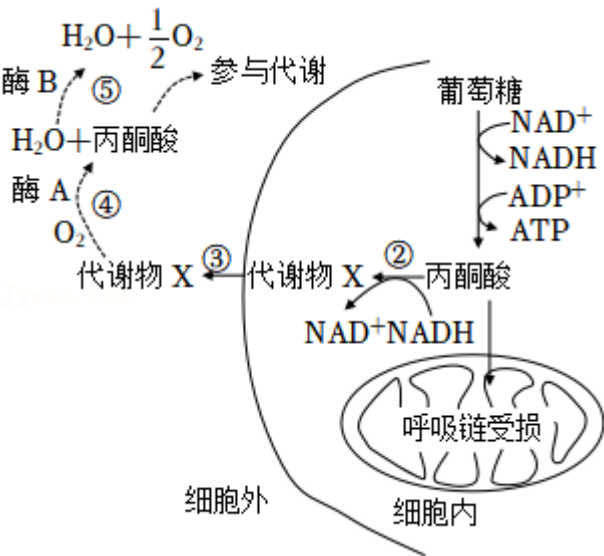 H₂O+1/2O₂
酶 B ⑤
参与代谢
H₂O+丙酮酸
酶 A ④
O₂
代谢物 X ③ 代谢物 X ② 丙酮酸
葡萄糖
NAD⁺
NADH
ADP⁺
ATP
NAD⁺NADH
呼吸链受损
细胞外
细胞内